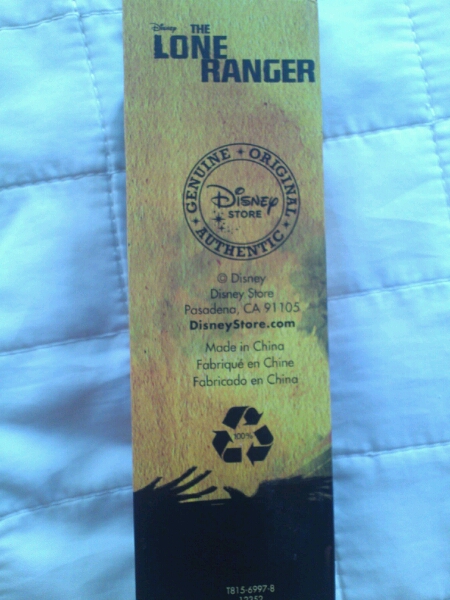 Disney
THE
LONE
RANGER
GENUINE ORIGINAL
AUTHENTIC
Disney
STORE
© Disney
Disney Store
Pasadena, CA 91105
DisneyStore.com
Made in China
Fabriqué en Chine
Fabricado en China
100%
T815-6997-8